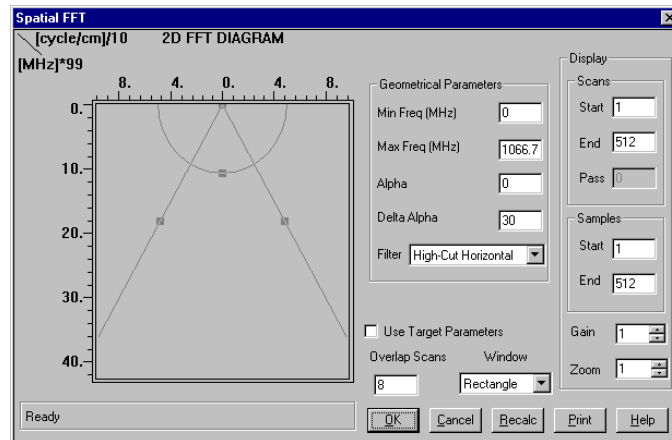 Spatial FFT
[cycle/cm]/10 2D FFT DIAGRAM
[MHz]*99
8. 4. 0. 4. 8.
0.
10.
20.
30.
40.
Geometrical Parameters
Min Freq (MHz) 0
Max Freq (MHz) 1066.7
Alpha 0
Delta Alpha 30
Filter High-Cut Horizontal
Use Target Parameters
Overlap Scans Window
8 Rectangle
Display
Scans
Start 1
End 512
Pass 0
Samples
Start 1
End 512
Gain 1
Zoom 1
Ready
OK Cancel Recalc Print Help